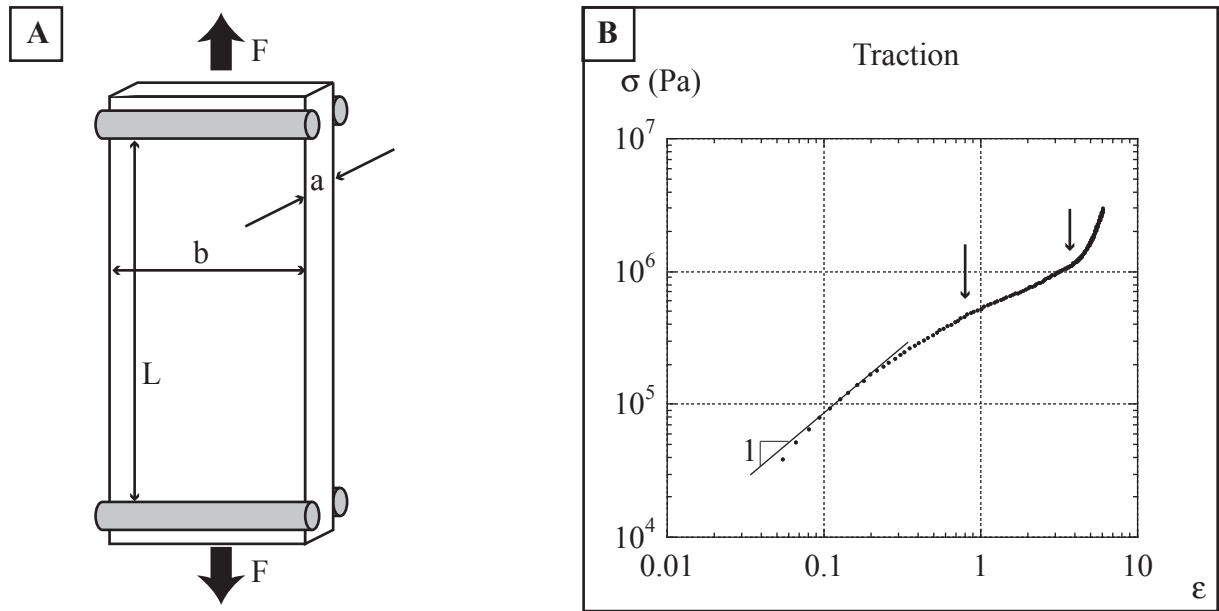 A
F
a
b
L
F
B
Traction
σ (Pa)
10⁷
10⁶
10⁵
10⁴
1
0.01 0.1 1 10
ε